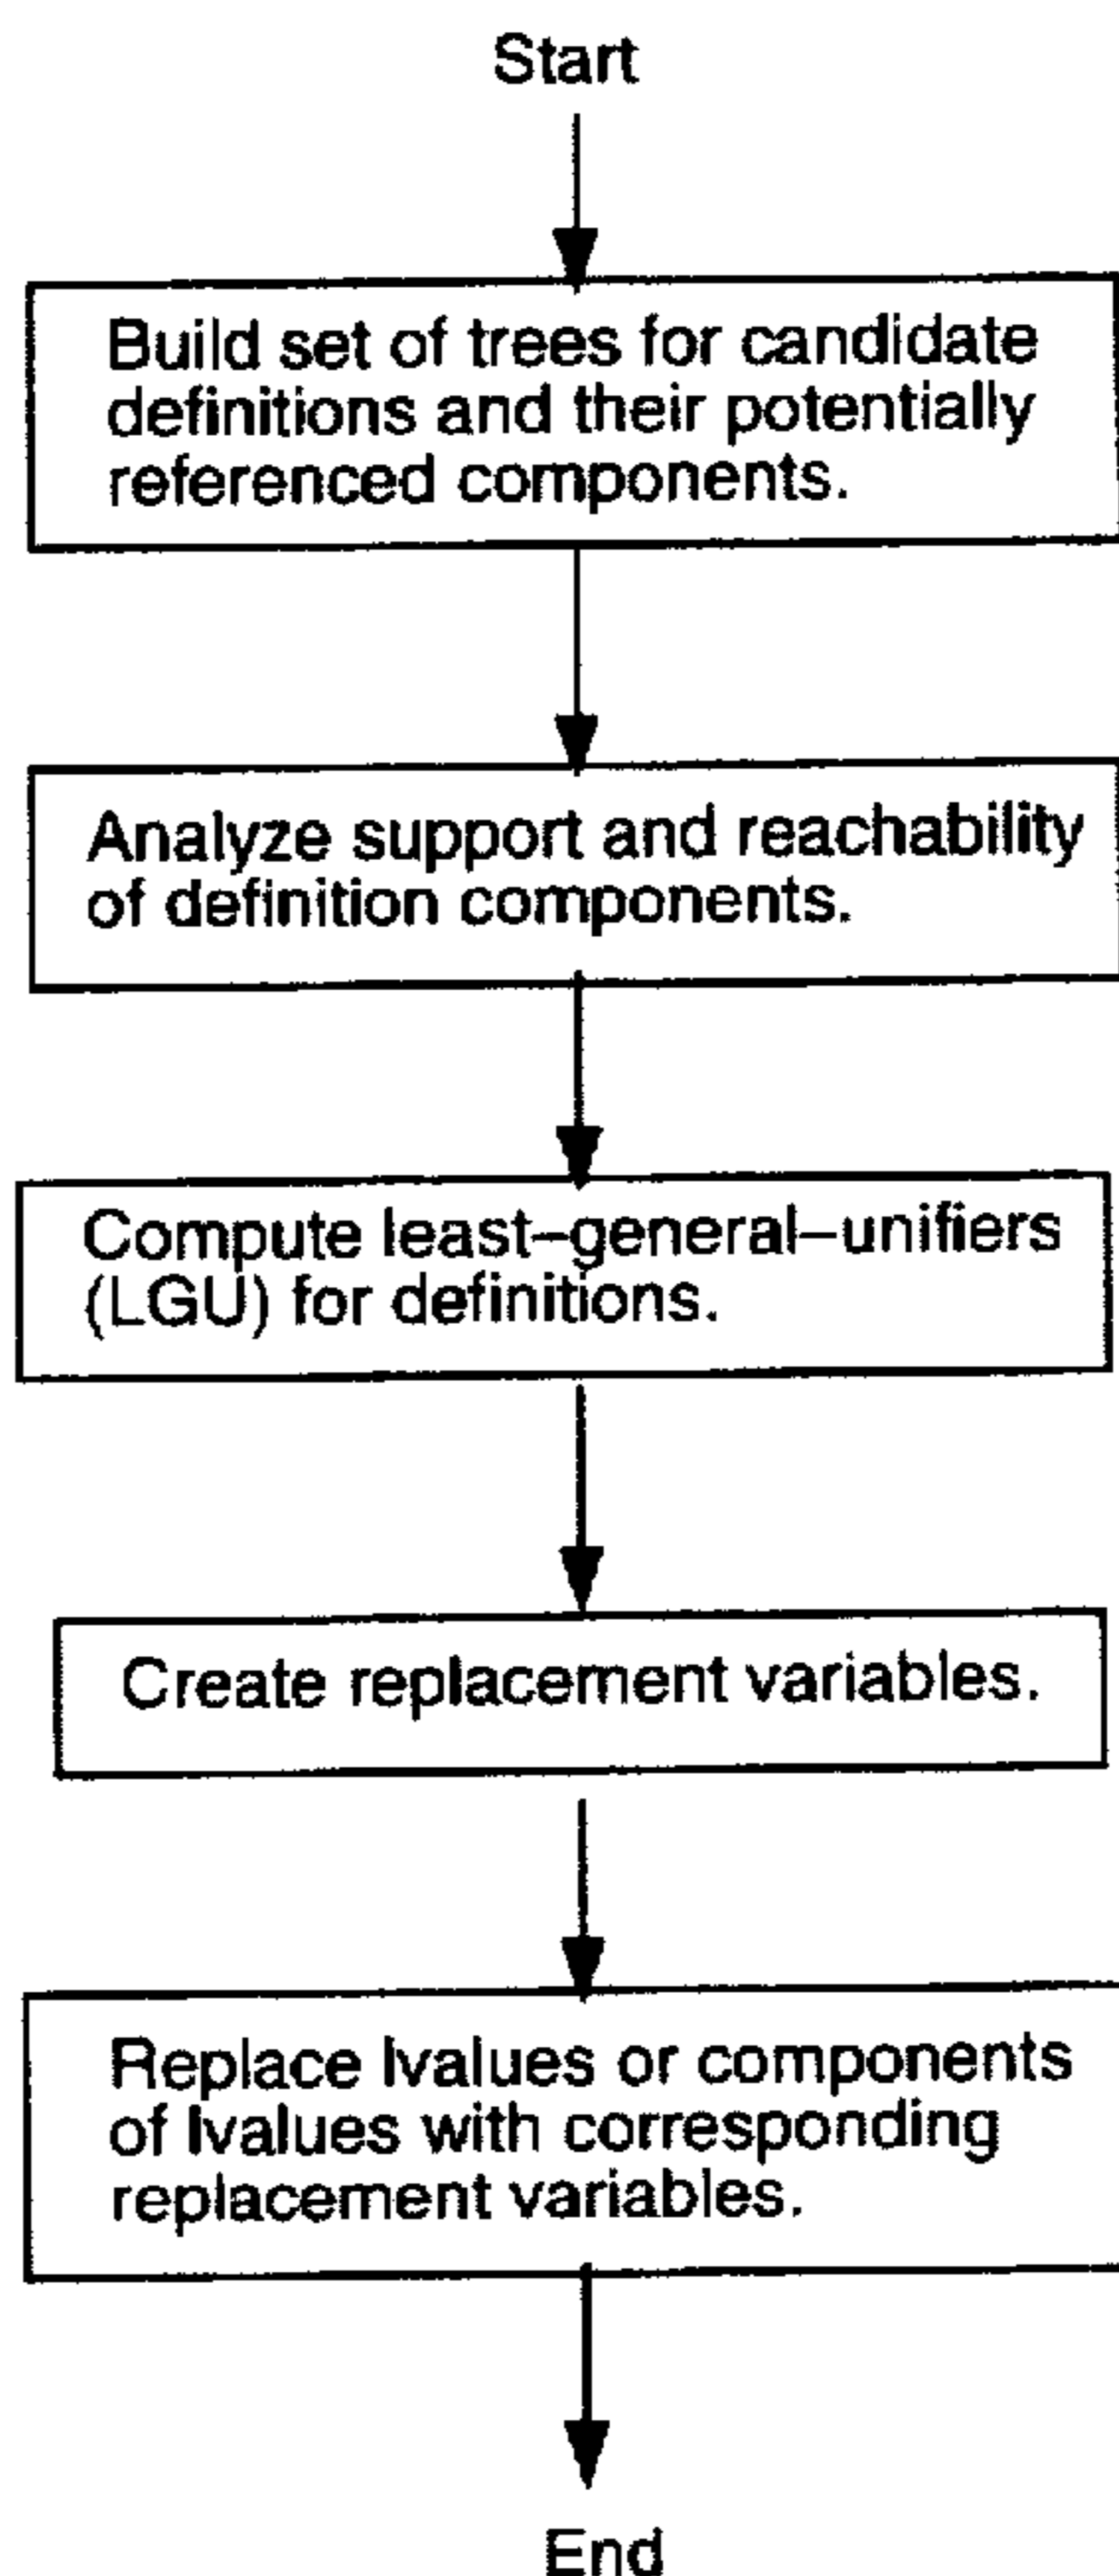 Start
Build set of trees for candidate
definitions and their potentially
referenced components.
Analyze support and reachability
of definition components.
Compute least–general–unifiers
(LGU) for definitions.
Create replacement variables.
Replace lvalues or components
of lvalues with corresponding
replacement variables.
End